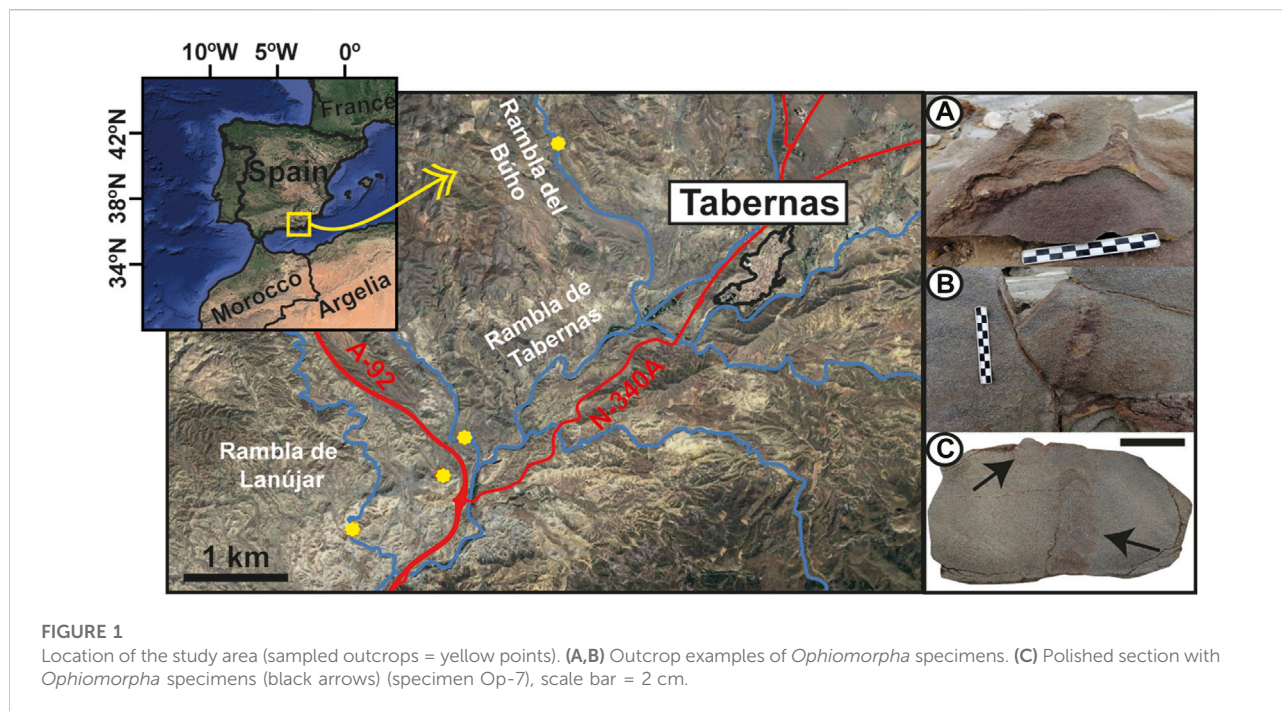 10ºW 5ºW 0º
42ºN
38ºN
34ºN
France
Spain
Morocco
Argelia
Rambla del
Búho
Tabernas
Rambla de
Tabernas
A-92
N-340A
Rambla de
Lanújar
1 km
A
B
C
FIGURE 1
Location of the study area (sampled outcrops = yellow points). (A,B) Outcrop examples of Ophiomorpha specimens. (C) Polished section with
Ophiomorpha specimens (black arrows) (specimen Op-7), scale bar = 2 cm.